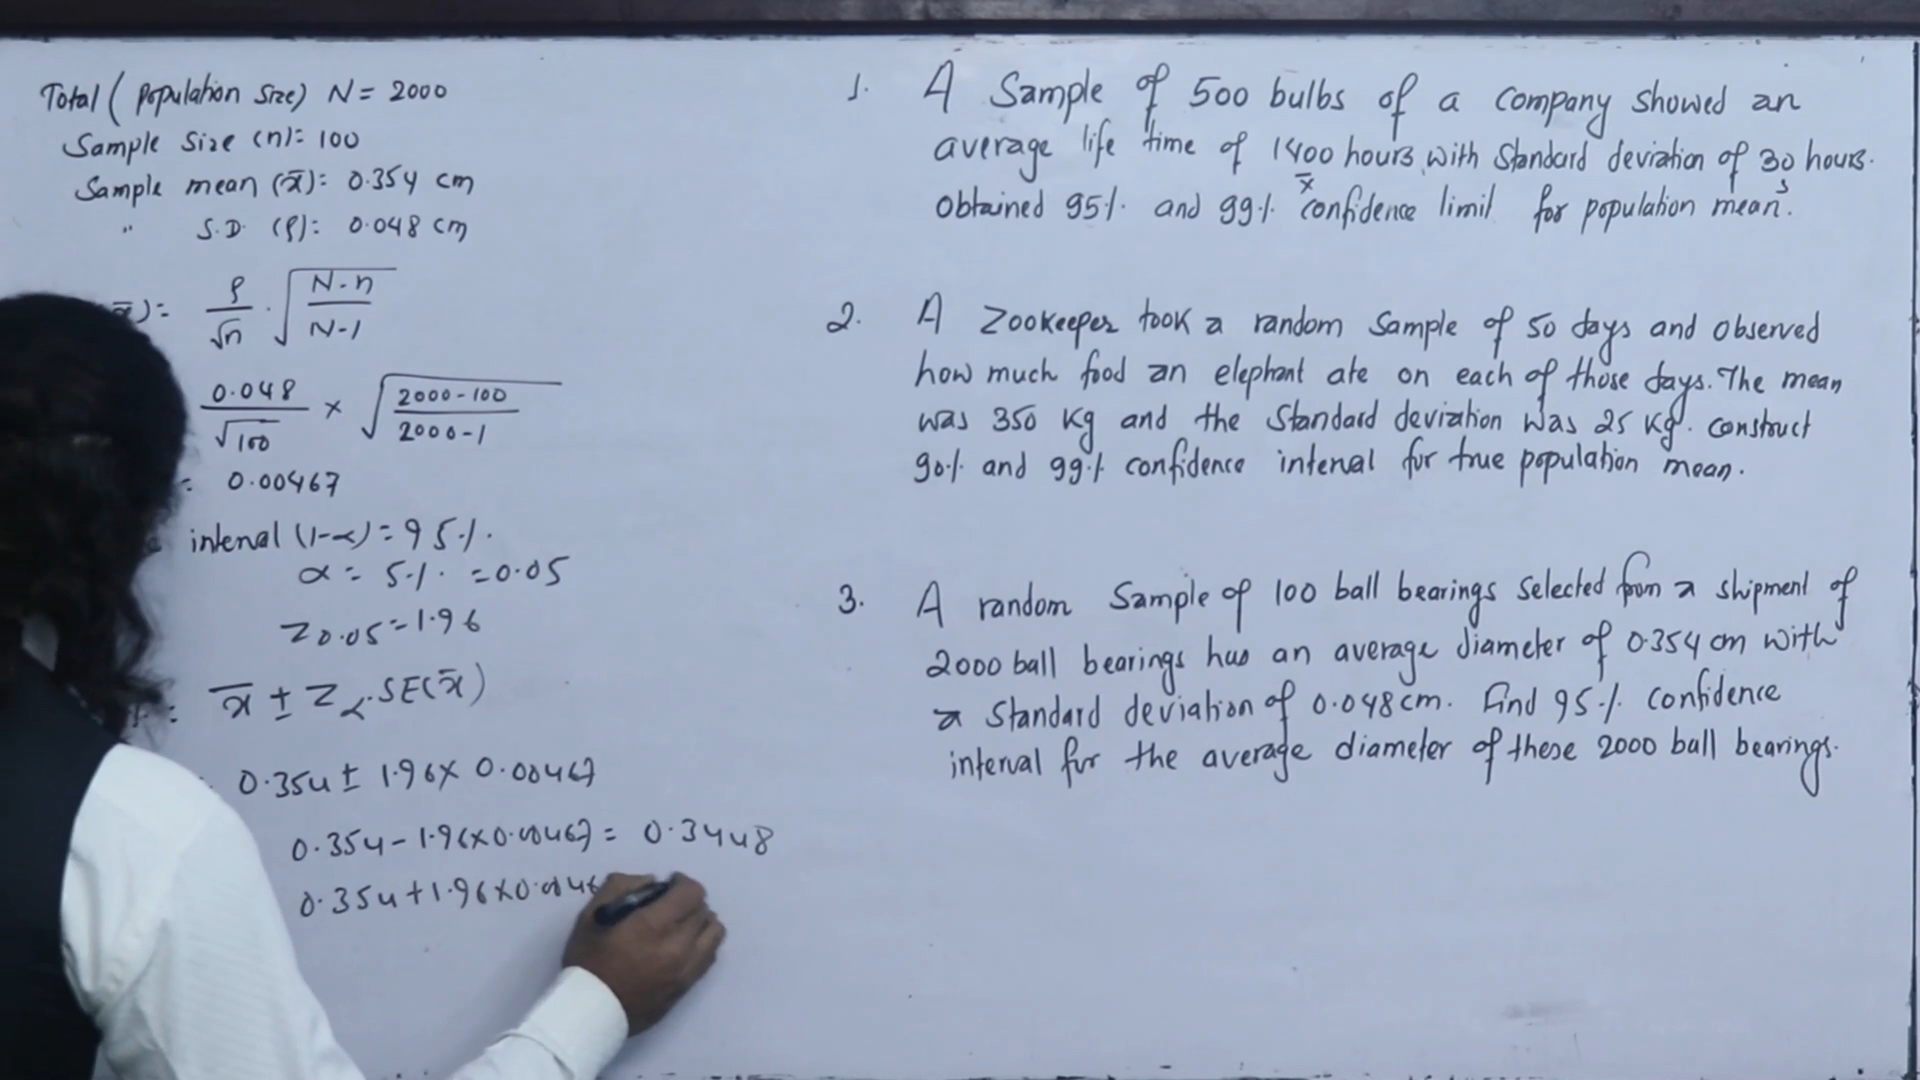 Total (Population Size) N = 2000
Sample Size (n): 100
Sample mean (x̄): 0.354 cm
" S.D. (s): 0.048 cm
x̄) = s/√n · √(N-n/N-1)
0.048/√100 × √(2000-100/2000-1)
= 0.00467
interval (1-α) = 95%.
α = 5% = 0.05
Z0.05 = 1.96
= x̄ ± Zα.SE(x̄)
0.354 ± 1.96 × 0.00467
0.354 - 1.96 × 0.00467 = 0.3448
0.354 + 1.96 × 0.0046
1. A Sample of 500 bulbs of a company showed an
average life time of 1400 hours, with Standard deviation of 30 hours.
x̄ s
Obtained 95% and 99% confidence limit for population mean.
2. A Zookeeper took a random Sample of 50 days and observed
how much food an elephant ate on each of those days. The mean
was 350 kg and the Standard deviation was 25 kg. construct
90% and 99% confidence interval for true population mean.
3. A random Sample of 100 ball bearings selected from a shipment of
2000 ball bearings has an average diameter of 0.354 cm with
a Standard deviation of 0.048cm. Find 95% confidence
interval for the average diameter of these 2000 ball bearings.